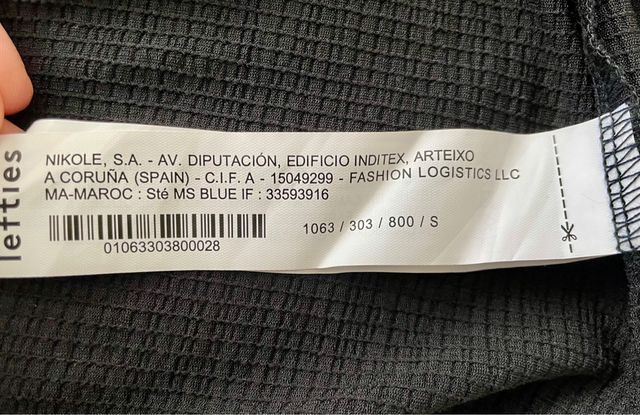 lefties
NIKOLE, S.A. - AV. DIPUTACIÓN, EDIFICIO INDITEX, ARTEIXO
A CORUÑA (SPAIN) - C.I.F. A - 15049299 - FASHION LOGISTICS LLC
MA-MAROC : Sté MS BLUE IF : 33593916
01063303800028
1063 / 303 / 800 / S